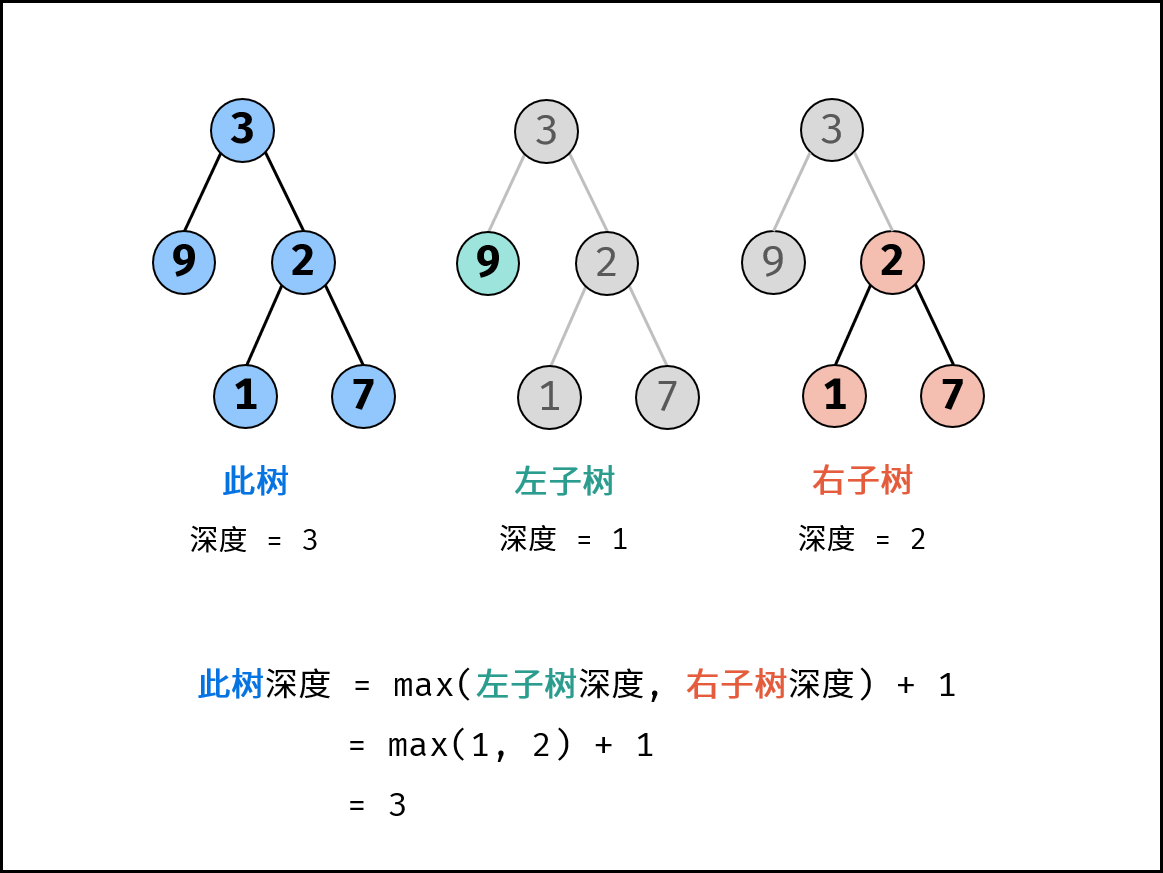 3 3 3
9 2 9 2 9 2
1 7 1 7 1 7
此树 左子树 右子树
深度 = 3 深度 = 1 深度 = 2
此树深度 = max(左子树深度, 右子树深度) + 1
= max(1, 2) + 1
= 3